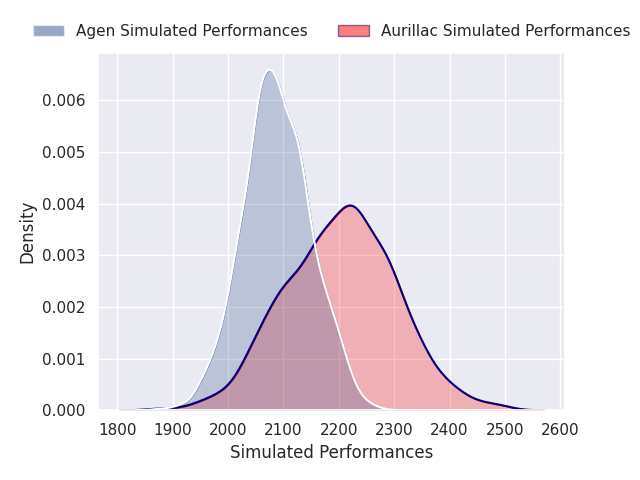 Agen Simulated Performances Aurillac Simulated Performances
0.006
0.005
0.004
0.003
0.002
0.001
0.000
Density
1800 1900 2000 2100 2200 2300 2400 2500 2600
Simulated Performances